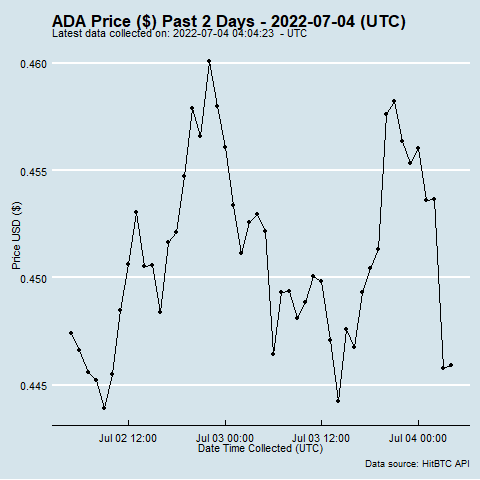 ADA Price ($) Past 2 Days - 2022-07-04 (UTC)
Latest data collected on: 2022-07-04 04:04:23 - UTC
0.460
0.455
0.450
0.445
Price USD ($)
Jul 02 12:00
Jul 03 00:00
Jul 03 12:00
Jul 04 00:00
Date Time Collected (UTC)
Data source: HitBTC API